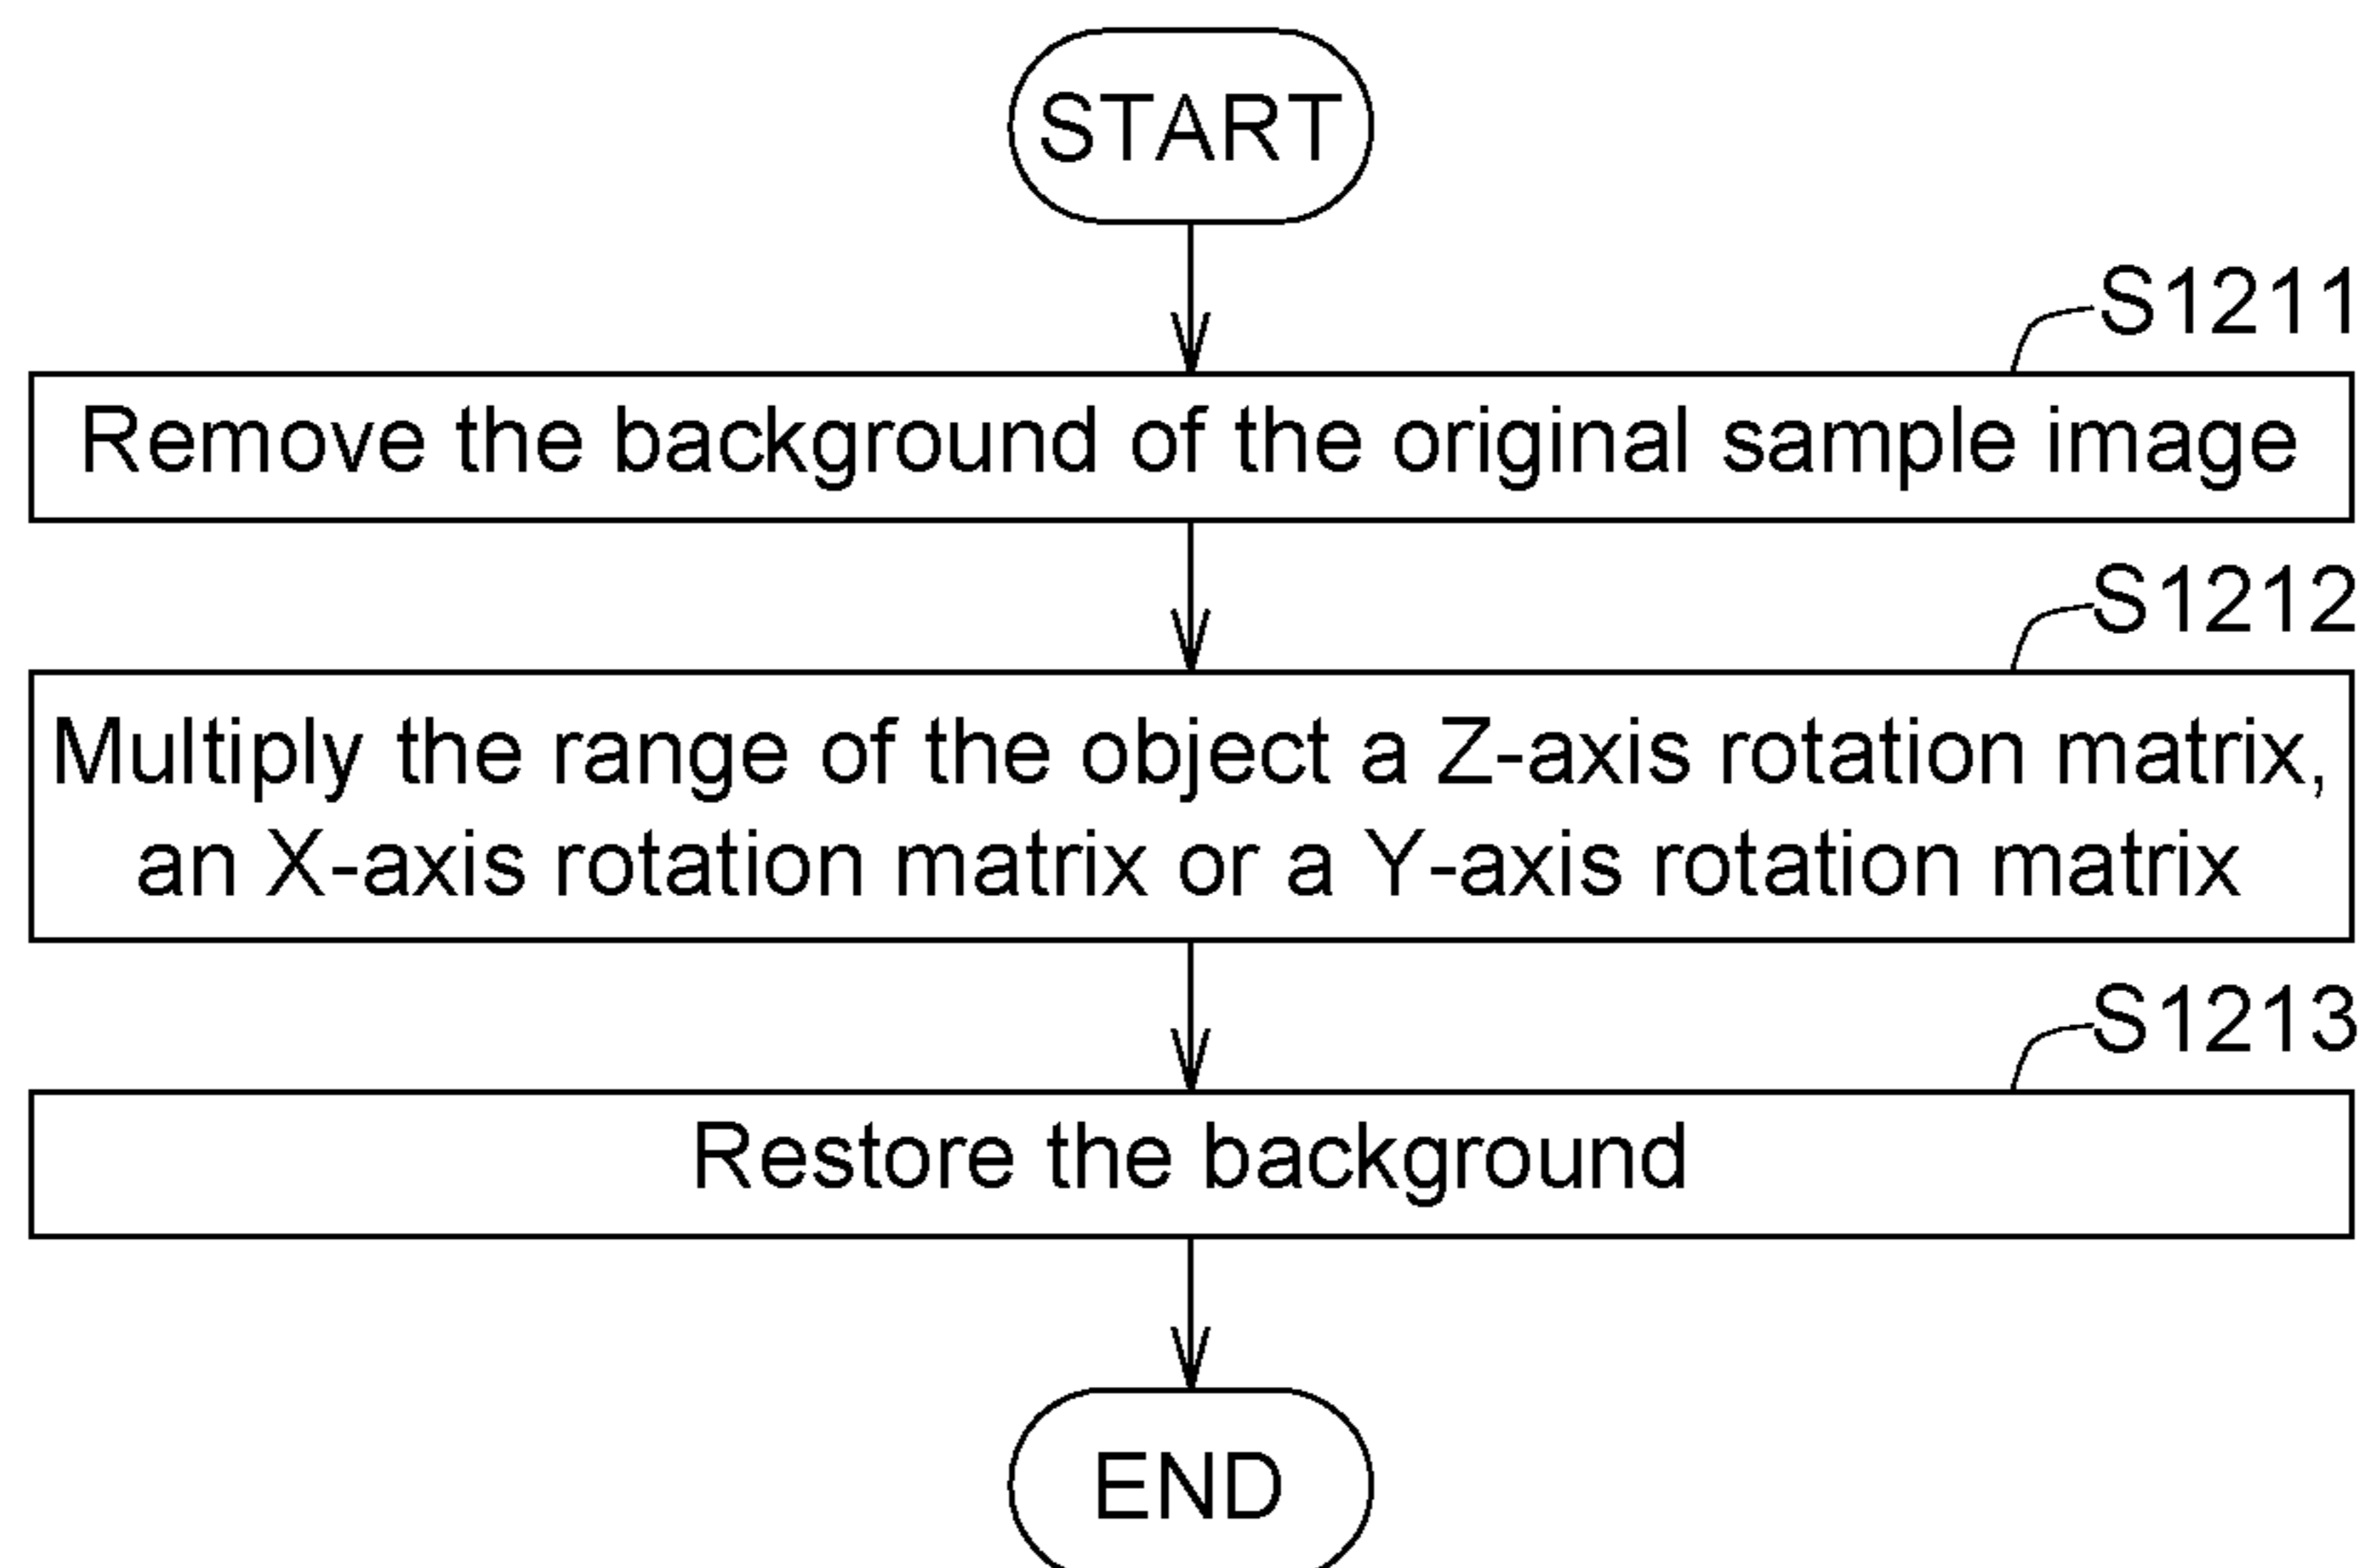 START
S1211
Remove the background of the original sample image
S1212
Multiply the range of the object a Z-axis rotation matrix,
an X-axis rotation matrix or a Y-axis rotation matrix
S1213
Restore the background
END